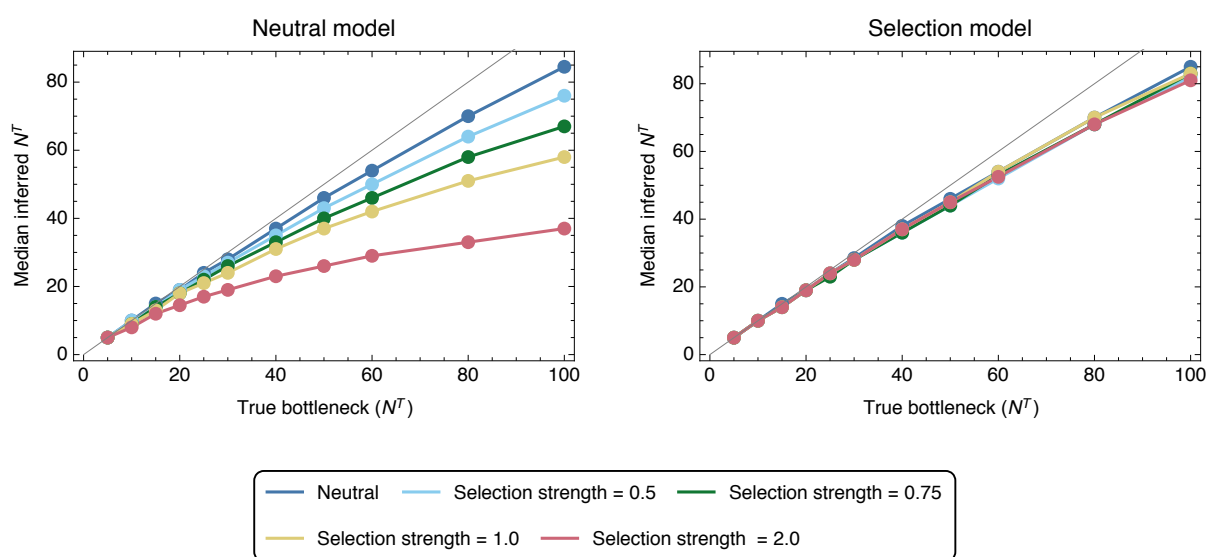 Neutral model
Median inferred N^T
80
60
40
20
0
0 20 40 60 80 100
True bottleneck (N^T)
Selection model
Median inferred N^T
80
60
40
20
0
0 20 40 60 80 100
True bottleneck (N^T)
Neutral Selection strength = 0.5 Selection strength = 0.75
Selection strength = 1.0 Selection strength = 2.0